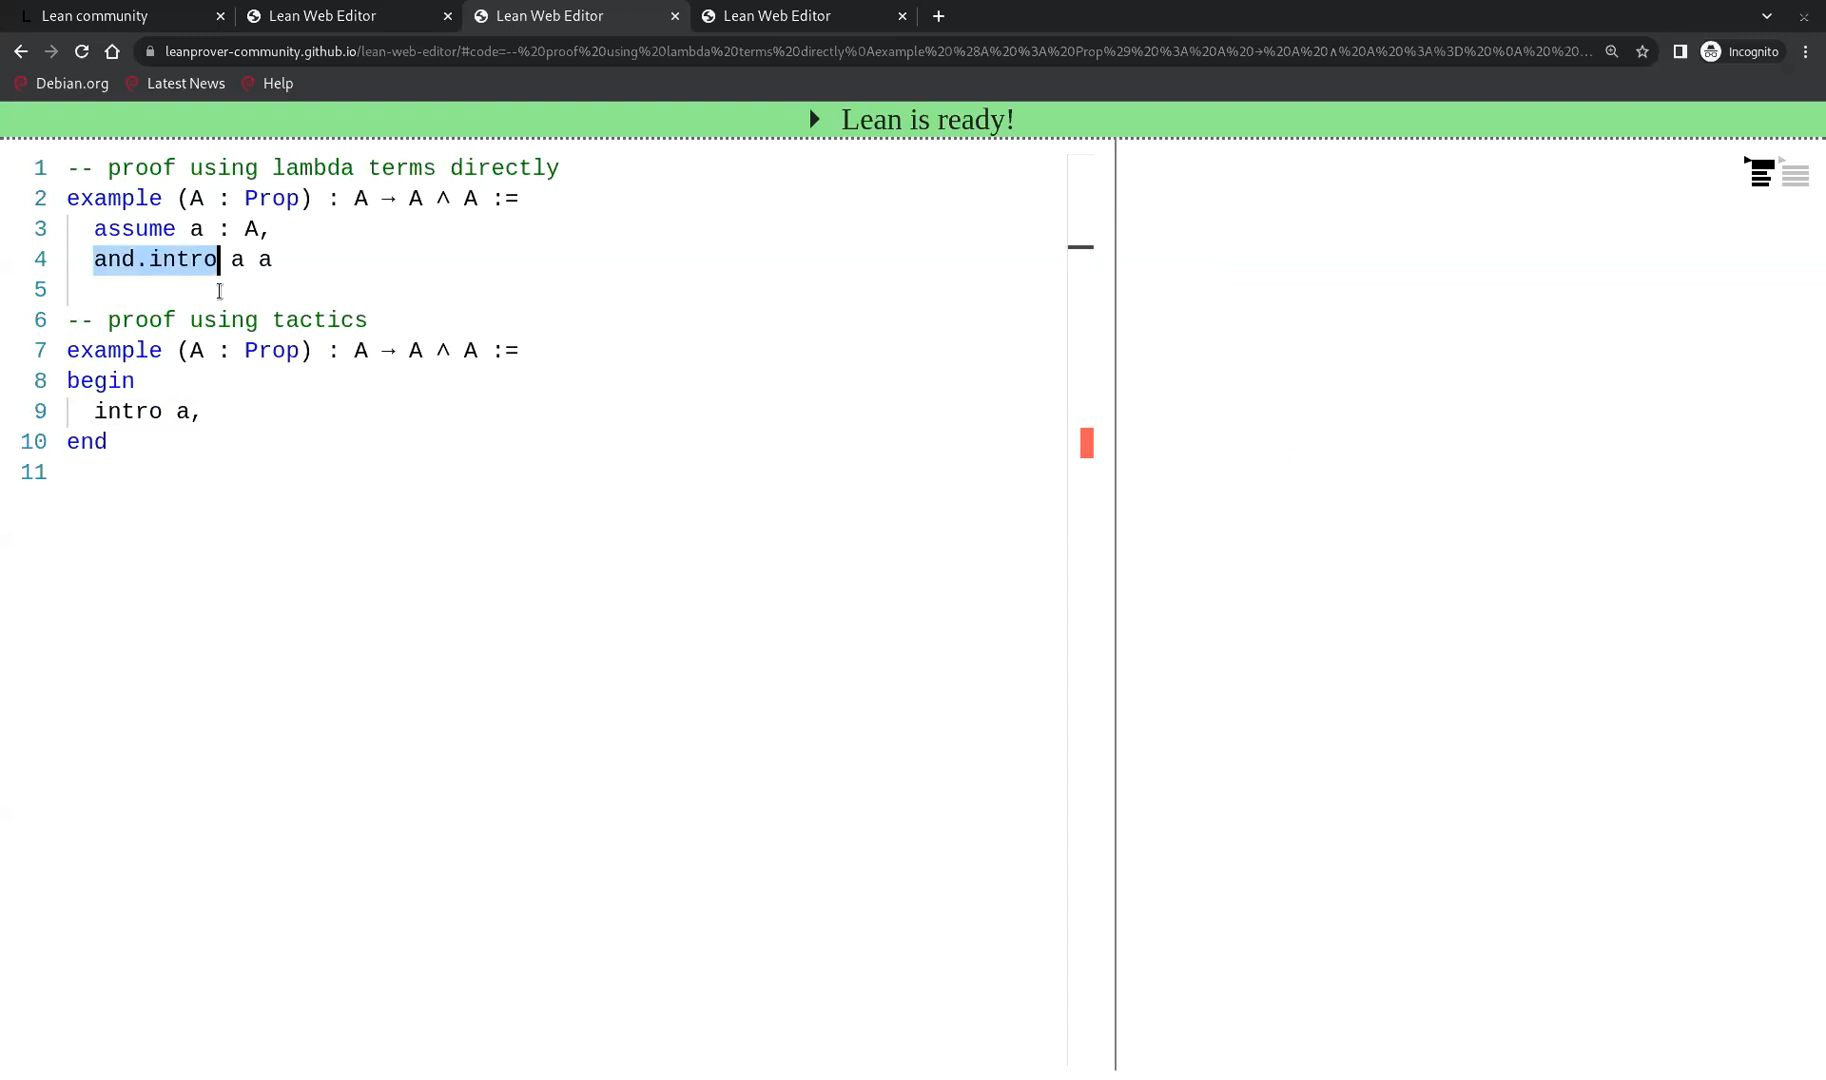 Lean community
Lean Web Editor
Lean Web Editor
Lean Web Editor
leanprover-community.github.io/lean-web-editor/#code=--%20proof%20using%20lambda%20terms%20directly%0Aexample%20%28A%20%3A%20Prop%29%20%3A%20A%20→%20A%20∧%20A%20%3A%3D%20%0A%20%20...
Incognito
Debian.org
Latest News
Help
Lean is ready!
1 -- proof using lambda terms directly
2 example (A : Prop) : A → A ∧ A :=
3 assume a : A,
4 and.intro a a
5
6 -- proof using tactics
7 example (A : Prop) : A → A ∧ A :=
8 begin
9 intro a,
10 end
11